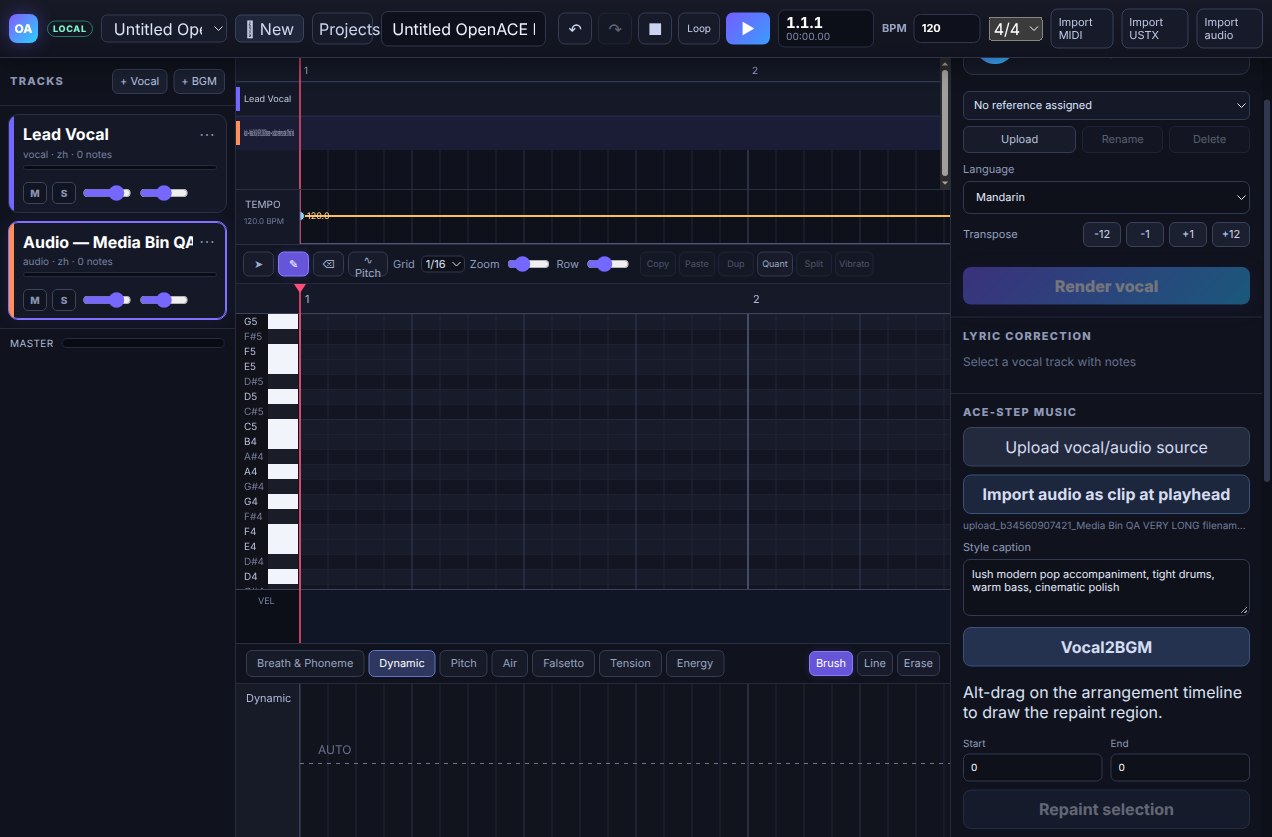 OA
LOCAL
Untitled Ope
New
Projects
Untitled OpenACE
Loop
1.1.1
00:00.00
BPM
120
4/4
Import
MIDI
Import
USTX
Import
audio
TRACKS
+ Vocal
+ BGM
Lead Vocal
vocal · zh · 0 notes
M
S
Audio — Media Bin QA
audio · zh · 0 notes
M
S
MASTER
1
2
Lead Vocal
TEMPO
120.0 BPM
120.0
Pitch
Grid
1/16
Zoom
Row
Copy
Paste
Dup
Quant
Split
Vibrato
1
2
G5
F#5
F5
E5
D#5
D5
C#5
C5
B4
A#4
A4
G#4
G4
F#4
F4
E4
D#4
D4
VEL
Breath & Phoneme
Dynamic
Pitch
Air
Falsetto
Tension
Energy
Brush
Line
Erase
Dynamic
AUTO
No reference assigned
Upload
Rename
Delete
Language
Mandarin
Transpose
-12
-1
+1
+12
Render vocal
LYRIC CORRECTION
Select a vocal track with notes
ACE-STEP MUSIC
Upload vocal/audio source
Import audio as clip at playhead
upload_b34560907421_Media Bin QA VERY LONG filenam...
Style caption
lush modern pop accompaniment, tight drums,
warm bass, cinematic polish
Vocal2BGM
Alt-drag on the arrangement timeline
to draw the repaint region.
Start
End
0
0
Repaint selection